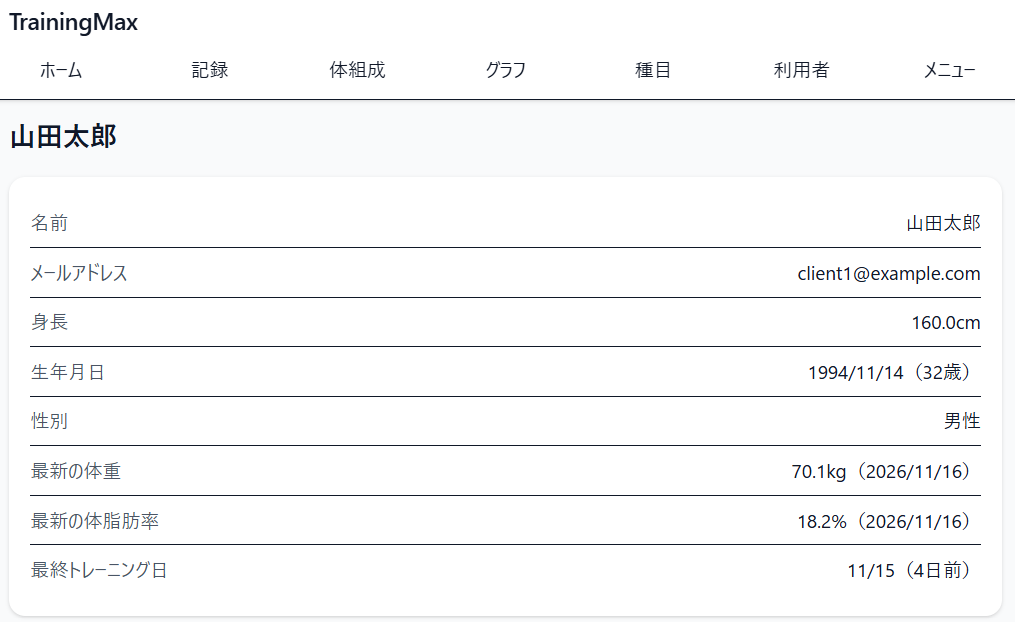 TrainingMax
ホーム 記録 体組成 グラフ 種目 利用者 メニュー
山田太郎
名前 山田太郎
メールアドレス client1@example.com
身長 160.0cm
生年月日 1994/11/14（32歳）
性別 男性
最新の体重 70.1kg（2026/11/16）
最新の体脂肪率 18.2%（2026/11/16）
最終トレーニング日 11/15（4日前）